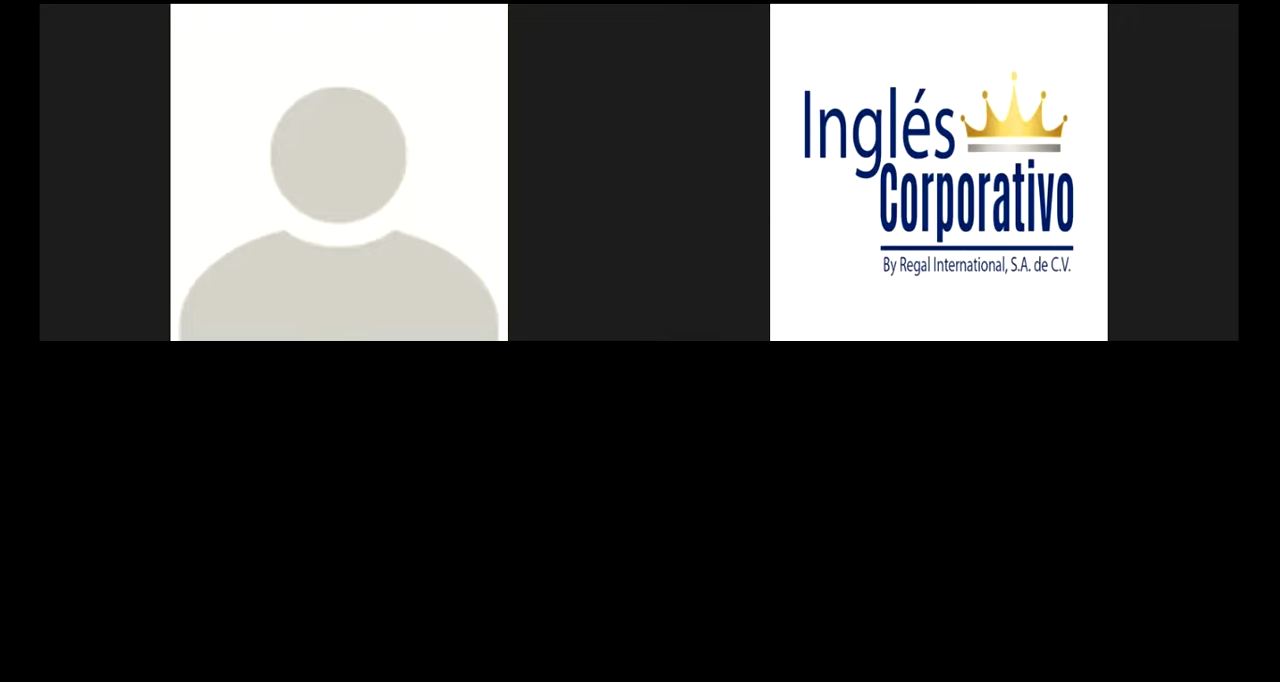 Inglés
Corporativo
By Regal International, S.A. de C.V.